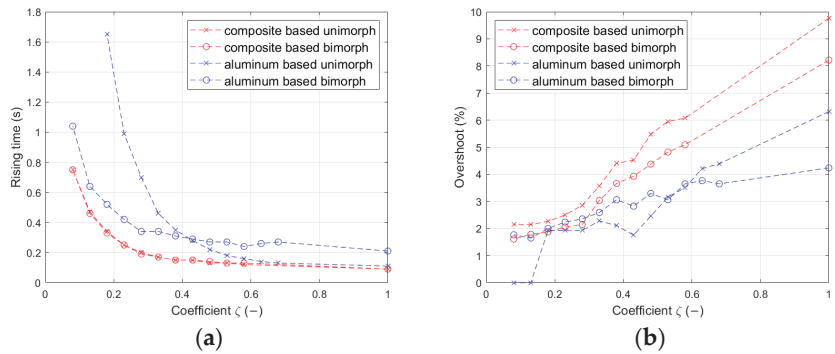 1.8
1.6
1.4
1.2
1
0.8
0.6
0.4
0.2
0
0 0.2 0.4 0.6 0.8 1
Rising time (s)
Coefficient ζ (−)
composite based unimorph
composite based bimorph
aluminum based unimorph
aluminum based bimorph
(a)
10
9
8
7
6
5
4
3
2
1
0
0 0.2 0.4 0.6 0.8 1
Overshoot (%)
Coefficient ζ (−)
composite based unimorph
composite based bimorph
aluminum based unimorph
aluminum based bimorph
(b)